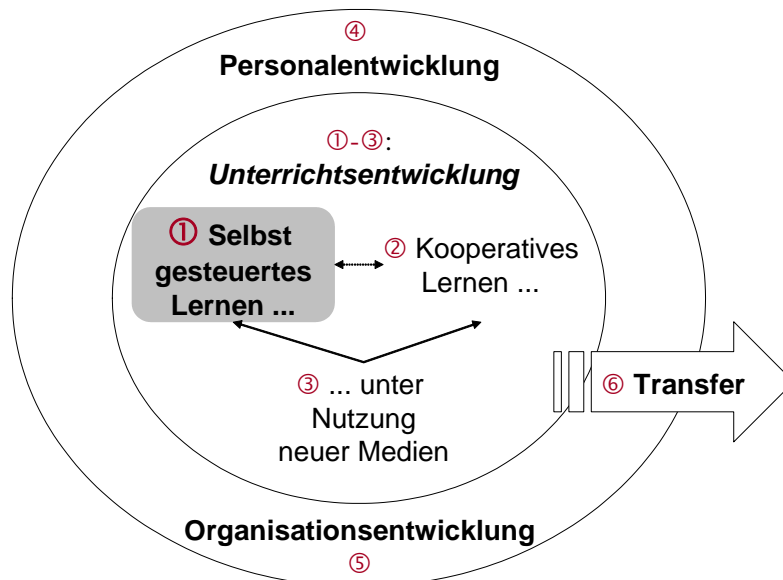 ④
Personalentwicklung
①-③:
Unterrichtsentwicklung
① Selbst
gesteuertes
Lernen ...
② Kooperatives
Lernen ...
③ ... unter
Nutzung
neuer Medien
⑥ Transfer
Organisationsentwicklung
⑤